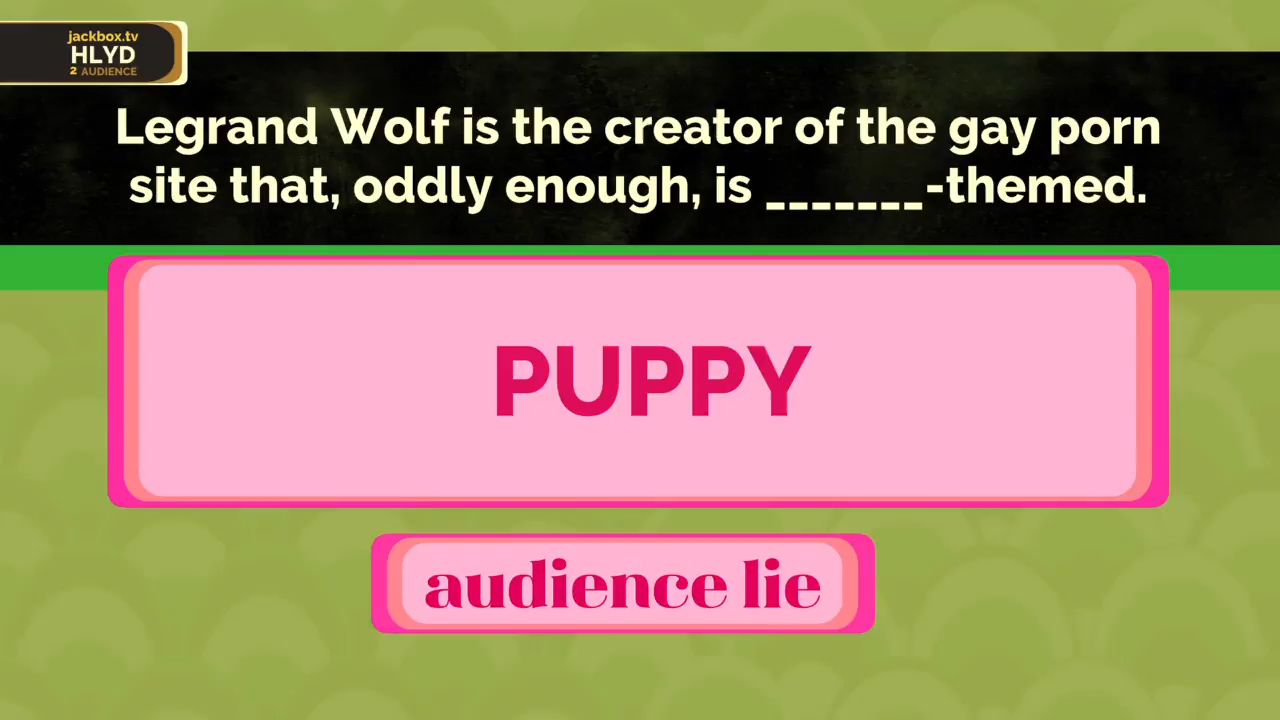 jackbox.tv
HLYD
2 AUDIENCE
Legrand Wolf is the creator of the gay porn
site that, oddly enough, is _______-themed.
PUPPY
audience lie